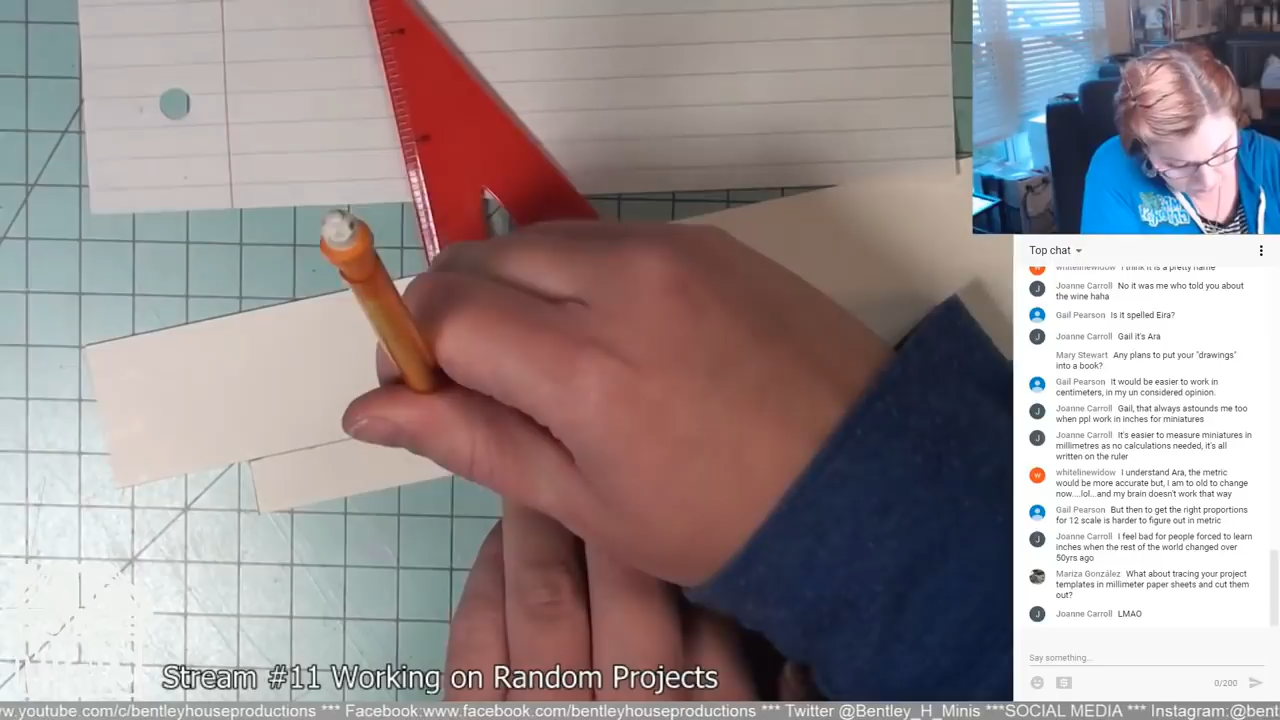 Top chat
whitelinewidow I think it is a pretty name
Joanne Carroll No it was me who told you about
the wine haha
Gail Pearson Is it spelled Eira?
Joanne Carroll Gail it's Ara
Mary Stewart Any plans to put your "drawings"
into a book?
Gail Pearson It would be easier to work in
centimeters, in my un considered opinion.
Joanne Carroll Gail, that always astounds me too
when ppl work in inches for miniatures
Joanne Carroll It's easier to measure miniatures in
millimetres as no calculations needed, it's all
written on the ruler
whitelinewidow I understand Ara, the metric
would be more accurate but, I am to old to change
now....lol...and my brain doesn't work that way
Gail Pearson But then to get the right proportions
for 12 scale is harder to figure out in metric
Joanne Carroll I feel bad for people forced to learn
inches when the rest of the world changed over
50yrs ago
Mariza González What about tracing your project
templates in millimeter paper sheets and cut them
out?
Joanne Carroll LMAO
Say something...
0/200
Stream #11 Working on Random Projects
w.youtube.com/c/bentleyhouseproductions *** Facebook:www.facebook.com/bentleyhouseproductions *** Twitter @Bentley_H_Minis ***SOCIAL MEDIA *** Instagram:@bent